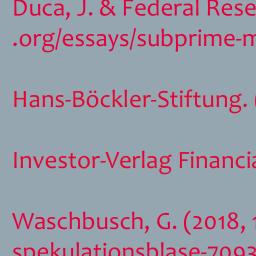 Duca, J. & Federal Rese
.org/essays/subprime-m
Hans-Böckler-Stiftung. (
Investor-Verlag Financia
Waschbusch, G. (2018, 1
spekulationsblase-7093